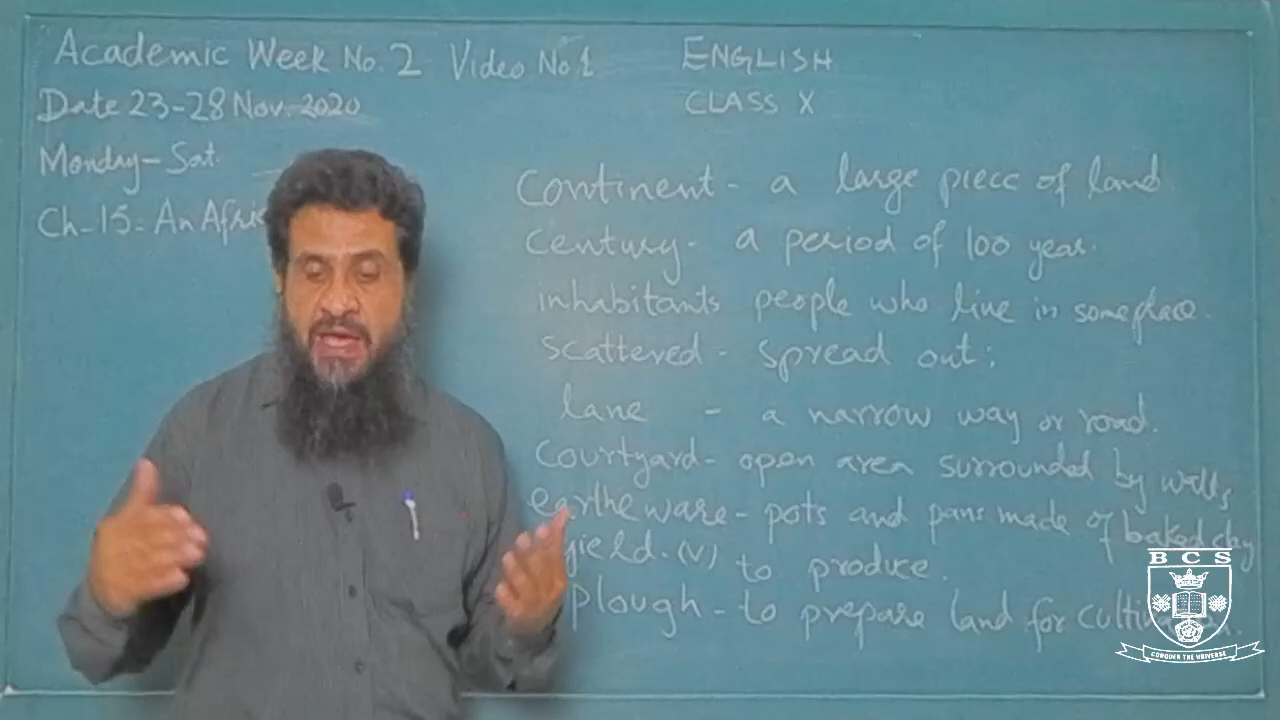 Academic Week No. 2 Video No 1
ENGLISH
Date 23-28 Nov. 2020
CLASS X
Monday - Sat.
Ch-15- An Afri
Continent - a large piece of land
Century - a period of 100 year.
inhabitants people who live in some place.
scattered - spread out;
lane - a narrow way or road.
Courtyard - open area surrounded by walls,
earthe ware - pots and pans made of baked clay
yield. (v) to produce.
plough - to prepare land for
BCS
CONQUER THE UNIVERSE